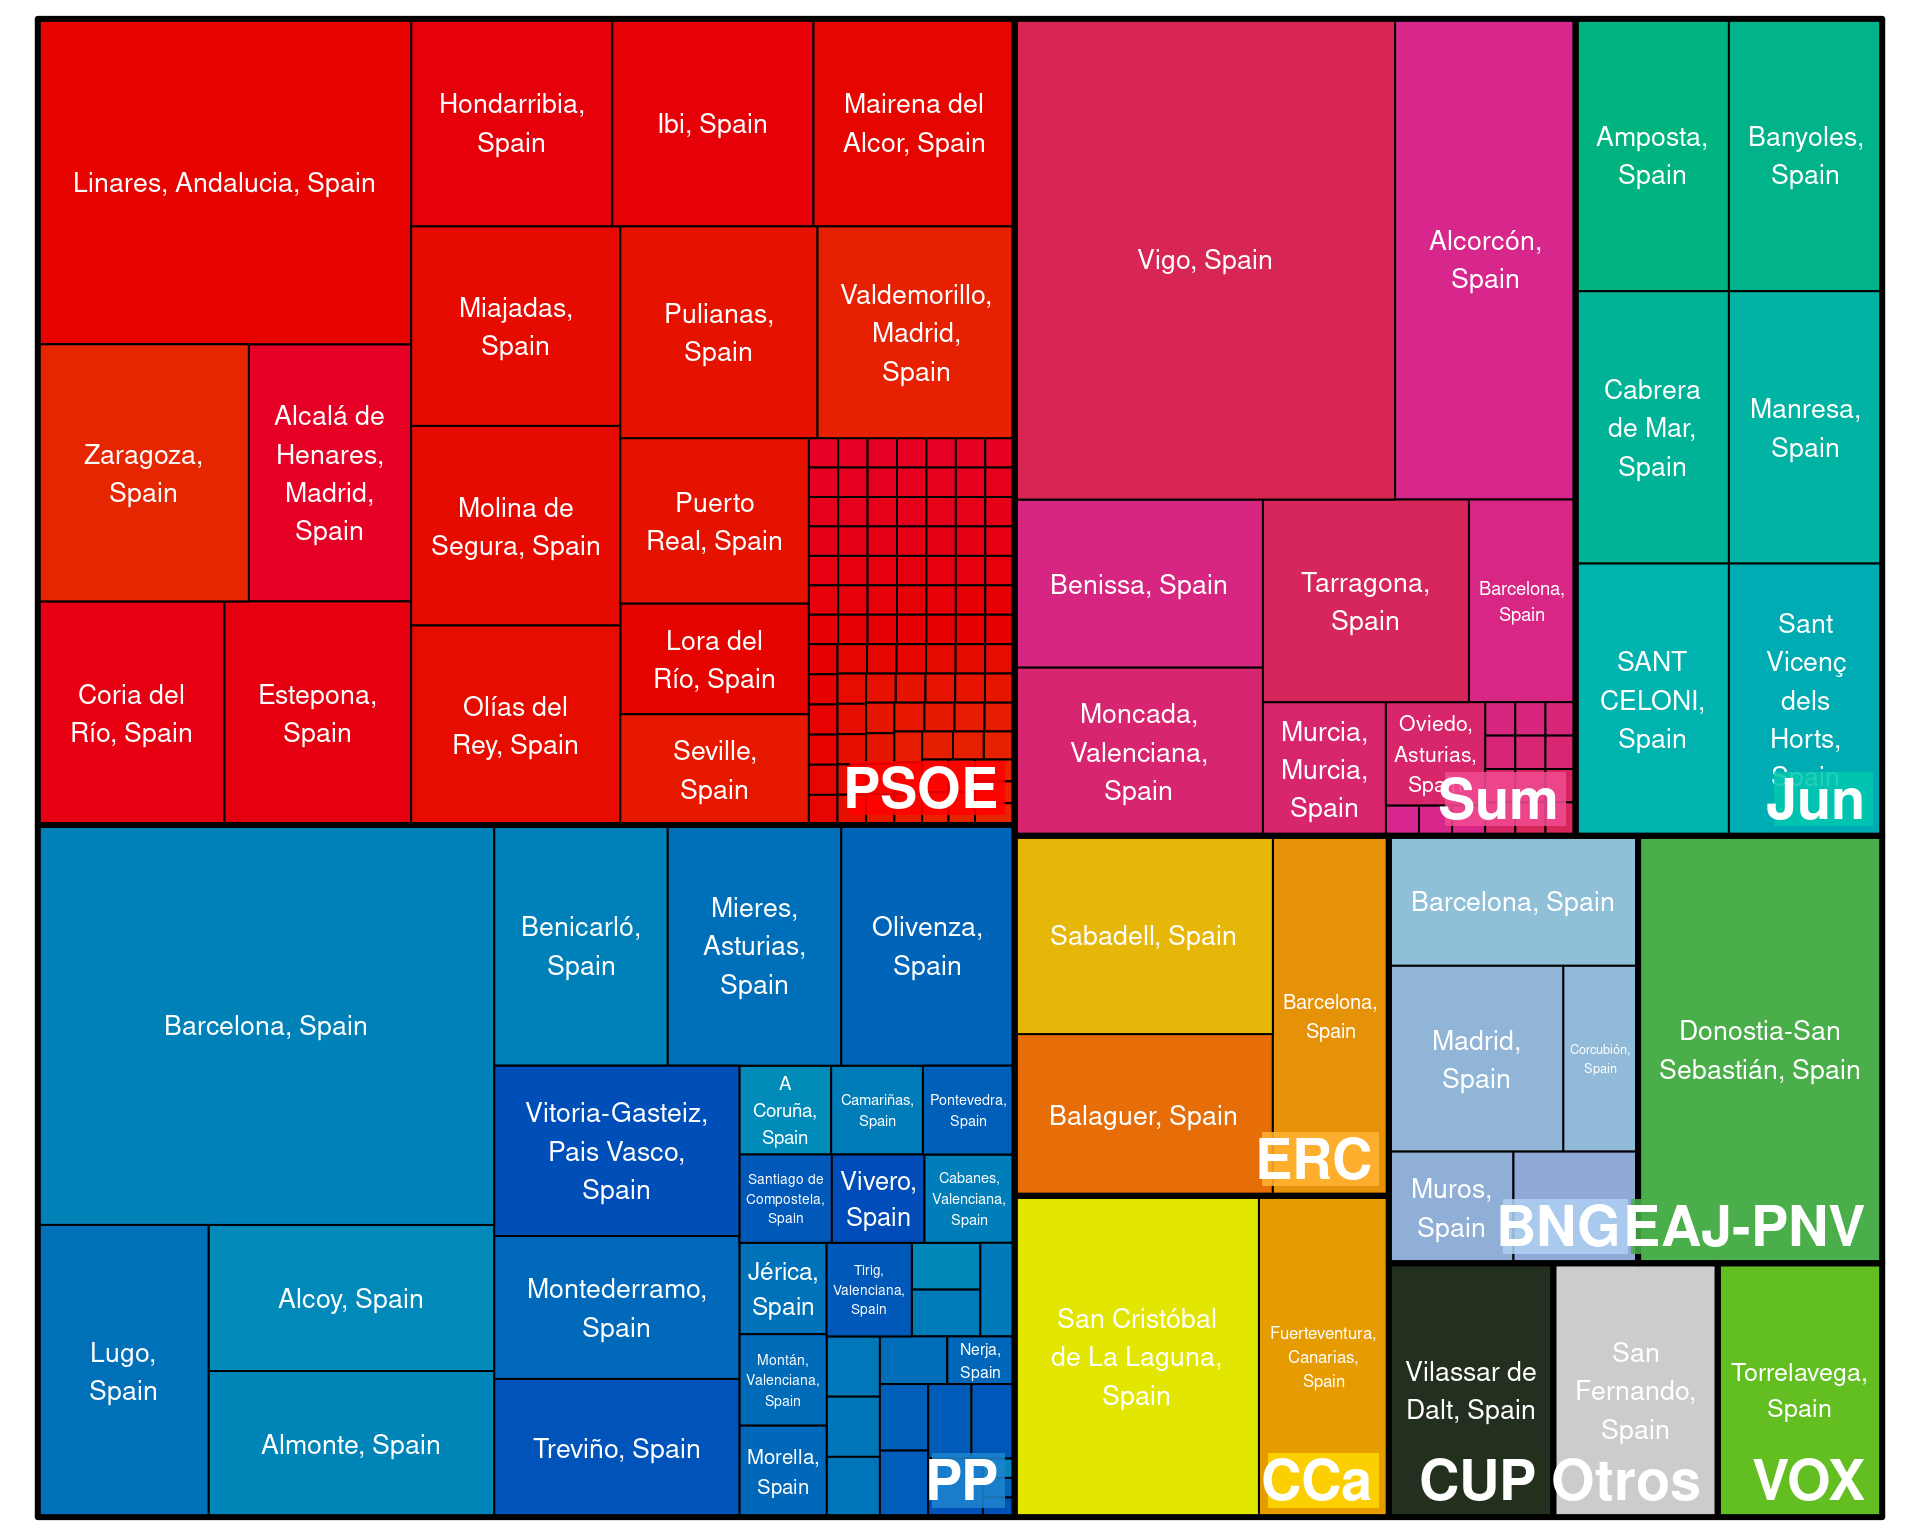 Linares, Andalucia, Spain
Hondarribia,
Spain
Ibi, Spain
Mairena del
Alcor, Spain
Miajadas,
Spain
Pulianas,
Spain
Valdemorillo,
Madrid,
Spain
Zaragoza,
Spain
Alcalá de
Henares,
Madrid,
Spain
Molina de
Segura, Spain
Puerto
Real, Spain
Coria del
Río, Spain
Estepona,
Spain
Olías del
Rey, Spain
Lora del
Río, Spain
Seville,
Spain
PSOE
Vigo, Spain
Alcorcón,
Spain
Benissa, Spain
Tarragona,
Spain
Barcelona,
Spain
Moncada,
Valenciana,
Spain
Murcia,
Murcia,
Spain
Oviedo,
Asturias,
Spain
Sum
Amposta,
Spain
Banyoles,
Spain
Cabrera
de Mar,
Spain
Manresa,
Spain
SANT
CELONI,
Spain
Sant
Vicenç
dels
Horts,
Spain
Jun
Barcelona, Spain
Benicarló,
Spain
Mieres,
Asturias,
Spain
Olivenza,
Spain
Vitoria-Gasteiz,
Pais Vasco,
Spain
A
Coruña,
Spain
Camariñas,
Spain
Pontevedra,
Spain
Santiago de
Compostela,
Spain
Vivero,
Spain
Cabanes,
Valenciana,
Spain
Lugo,
Spain
Alcoy, Spain
Almonte, Spain
Montederramo,
Spain
Treviño, Spain
Jérica,
Spain
Tirig,
Valenciana,
Spain
Montán,
Valenciana,
Spain
Nerja,
Spain
Morella,
Spain
PP
Sabadell, Spain
Barcelona,
Spain
Balaguer, Spain
ERC
San Cristóbal
de La Laguna,
Spain
Fuerteventura,
Canarias,
Spain
CCa
Barcelona, Spain
Madrid,
Spain
Corcubión,
Spain
Muros,
Spain
BNG
Donostia-San
Sebastián, Spain
EAJ-PNV
Vilassar de
Dalt, Spain
CUP
San
Fernando,
Spain
Otros
Torrelavega,
Spain
VOX